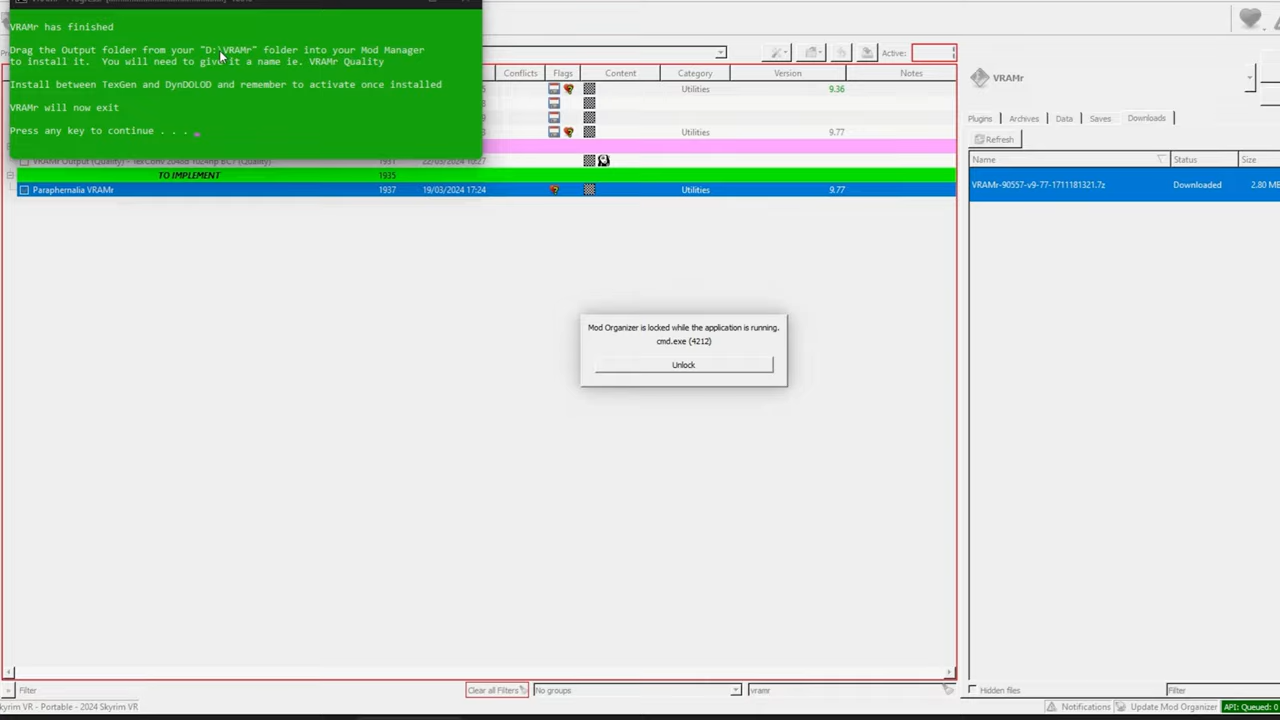 VRAMr has finished
Drag the Output folder from your "D:\VRAMr" folder into your Mod Manager
to install it. You will need to give it a name ie. VRAMr Quality
Install between TexGen and DynDOLOD and remember to activate once installed
VRAMr will now exit
Press any key to continue . . .
Active:
Conflicts Flags Content Category Version Notes
Utilities 9.36
Utilities 9.77
VRAMr Output (Quality) - TexConv 2048d 1024np BC7 (Quality) 1931 22/03/2024 10:27
TO IMPLEMENT 1935
Paraphernalia VRAMr 1937 19/03/2024 17:24 Utilities 9.77
VRAMr
Plugins Archives Data Saves Downloads
Refresh
Name Status Size
VRAMr-90557-v9-77-1711181321.7z Downloaded 2.80 MB
Mod Organizer is locked while the application is running.
cmd.exe (4212)
Unlock
Filter Clear all Filters No groups vramr Hidden files Filter
kyrim VR - Portable - 2024 Skyrim VR Notifications Update Mod Organizer API: Queued: 0